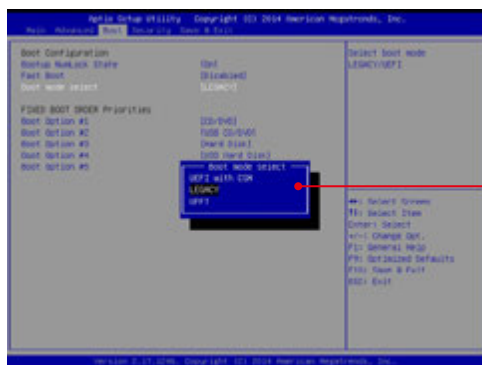 Aptio Setup Utility Copyright (C) 2014 American Megatrends, Inc.
Main Advanced Boot Security Save & Exit
Boot Configuration
Bootup NumLock State [On]
Fast Boot [Disabled]
Boot mode select [LEGACY]
FIXED BOOT ORDER Priorities
Boot Option #1 [CD/DVD]
Boot Option #2 [USB CD/DVD]
Boot Option #3 [Hard Disk]
Boot Option #4 [USB Hard Disk]
Boot Option #5
Boot mode select
UEFI with CSM
LEGACY
UEFI
Select boot mode
LEGACY/UEFI
: Select Screen
: Select Item
Enter: Select
+/-: Change Opt.
F1: General Help
F9: Optimized Defaults
F10: Save & Exit
ESC: Exit
Version 2.17.1246. Copyright (C) 2014 American Megatrends, Inc.